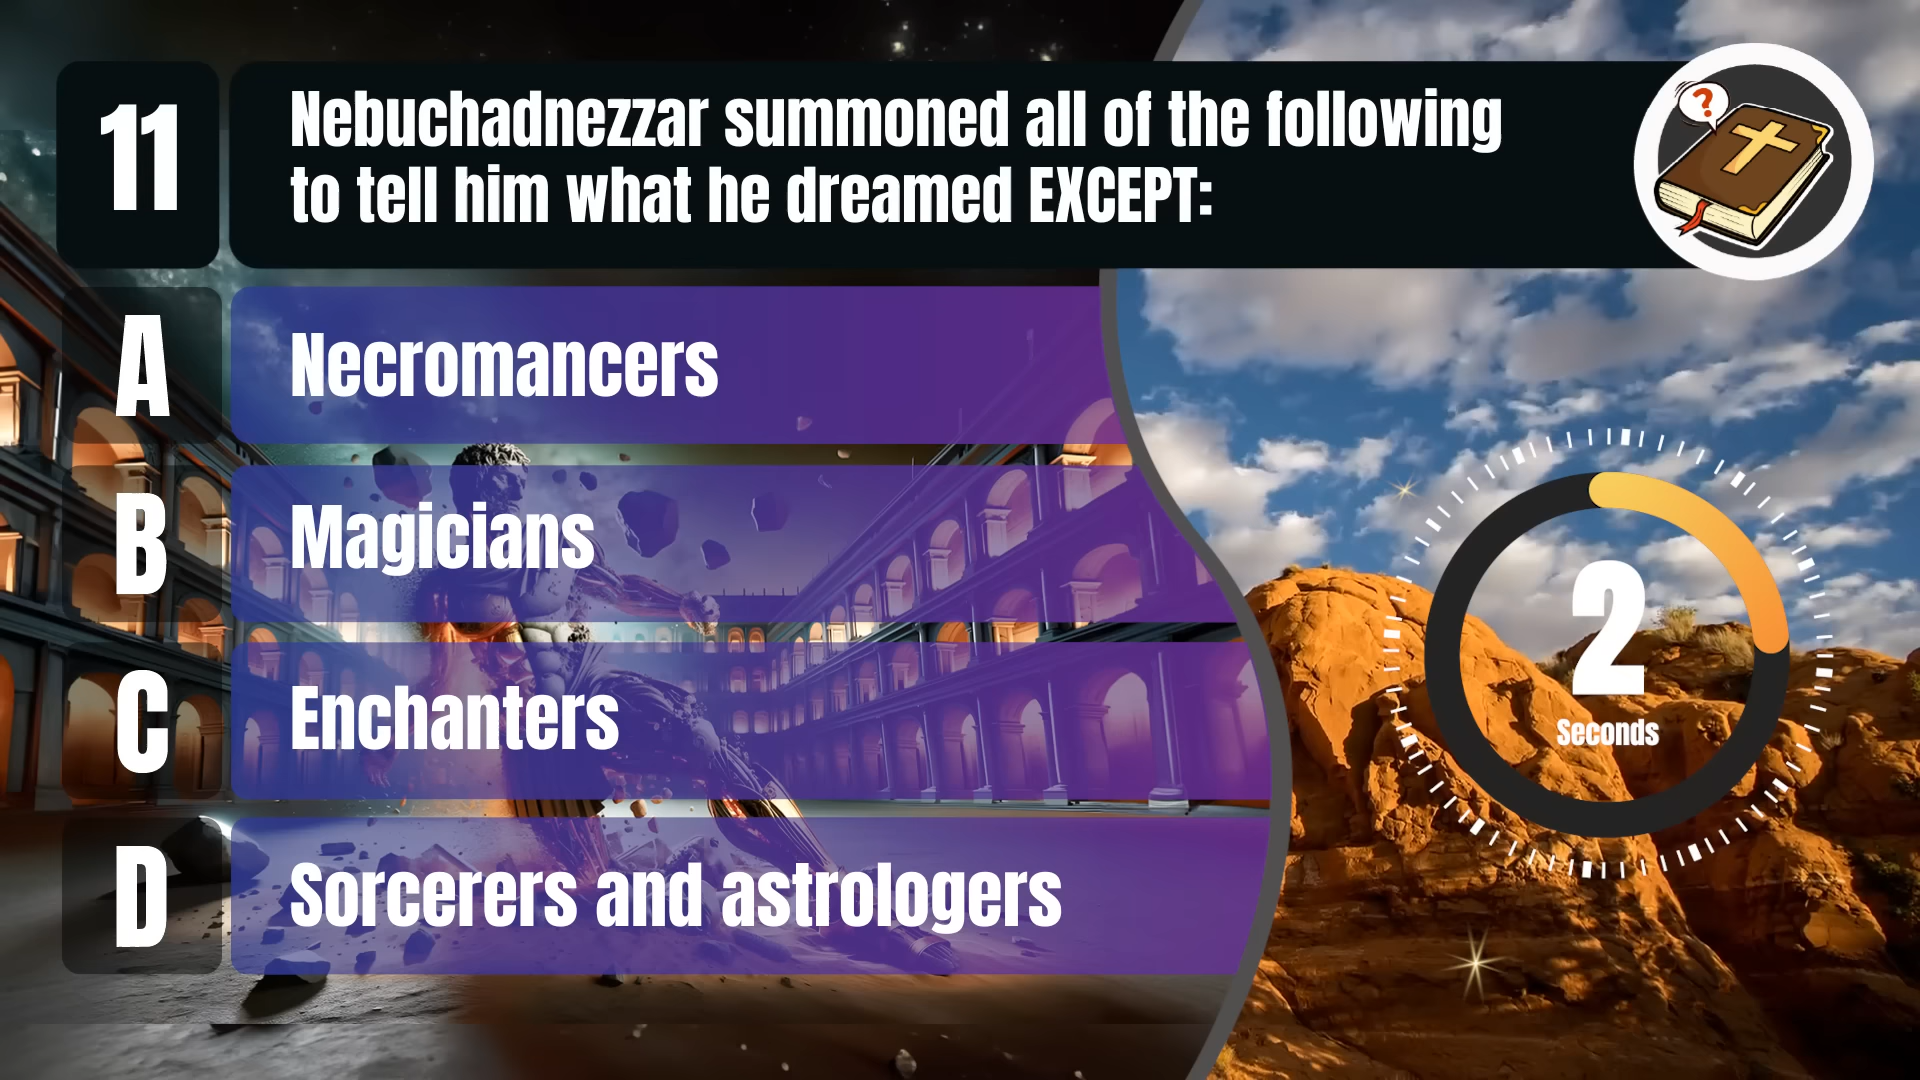 11
Nebuchadnezzar summoned all of the following
to tell him what he dreamed EXCEPT:
?
A
Necromancers
B
Magicians
C
Enchanters
D
Sorcerers and astrologers
2
Seconds